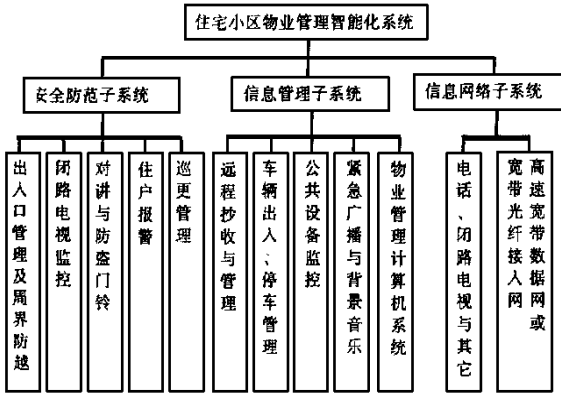 住宅小区物业管理智能化系统
安全防范子系统
信息管理子系统
信息网络子系统
出入口管理及周界防越
闭路电视监控
对讲与防盗门铃
住户报警
巡更管理
远程抄收与管理
车辆出入、停车管理
公共设备监控
紧急广播与背景音乐
物业管理计算机系统
电话、闭路电视与其它
高速宽带数据网或
宽带光纤接入网